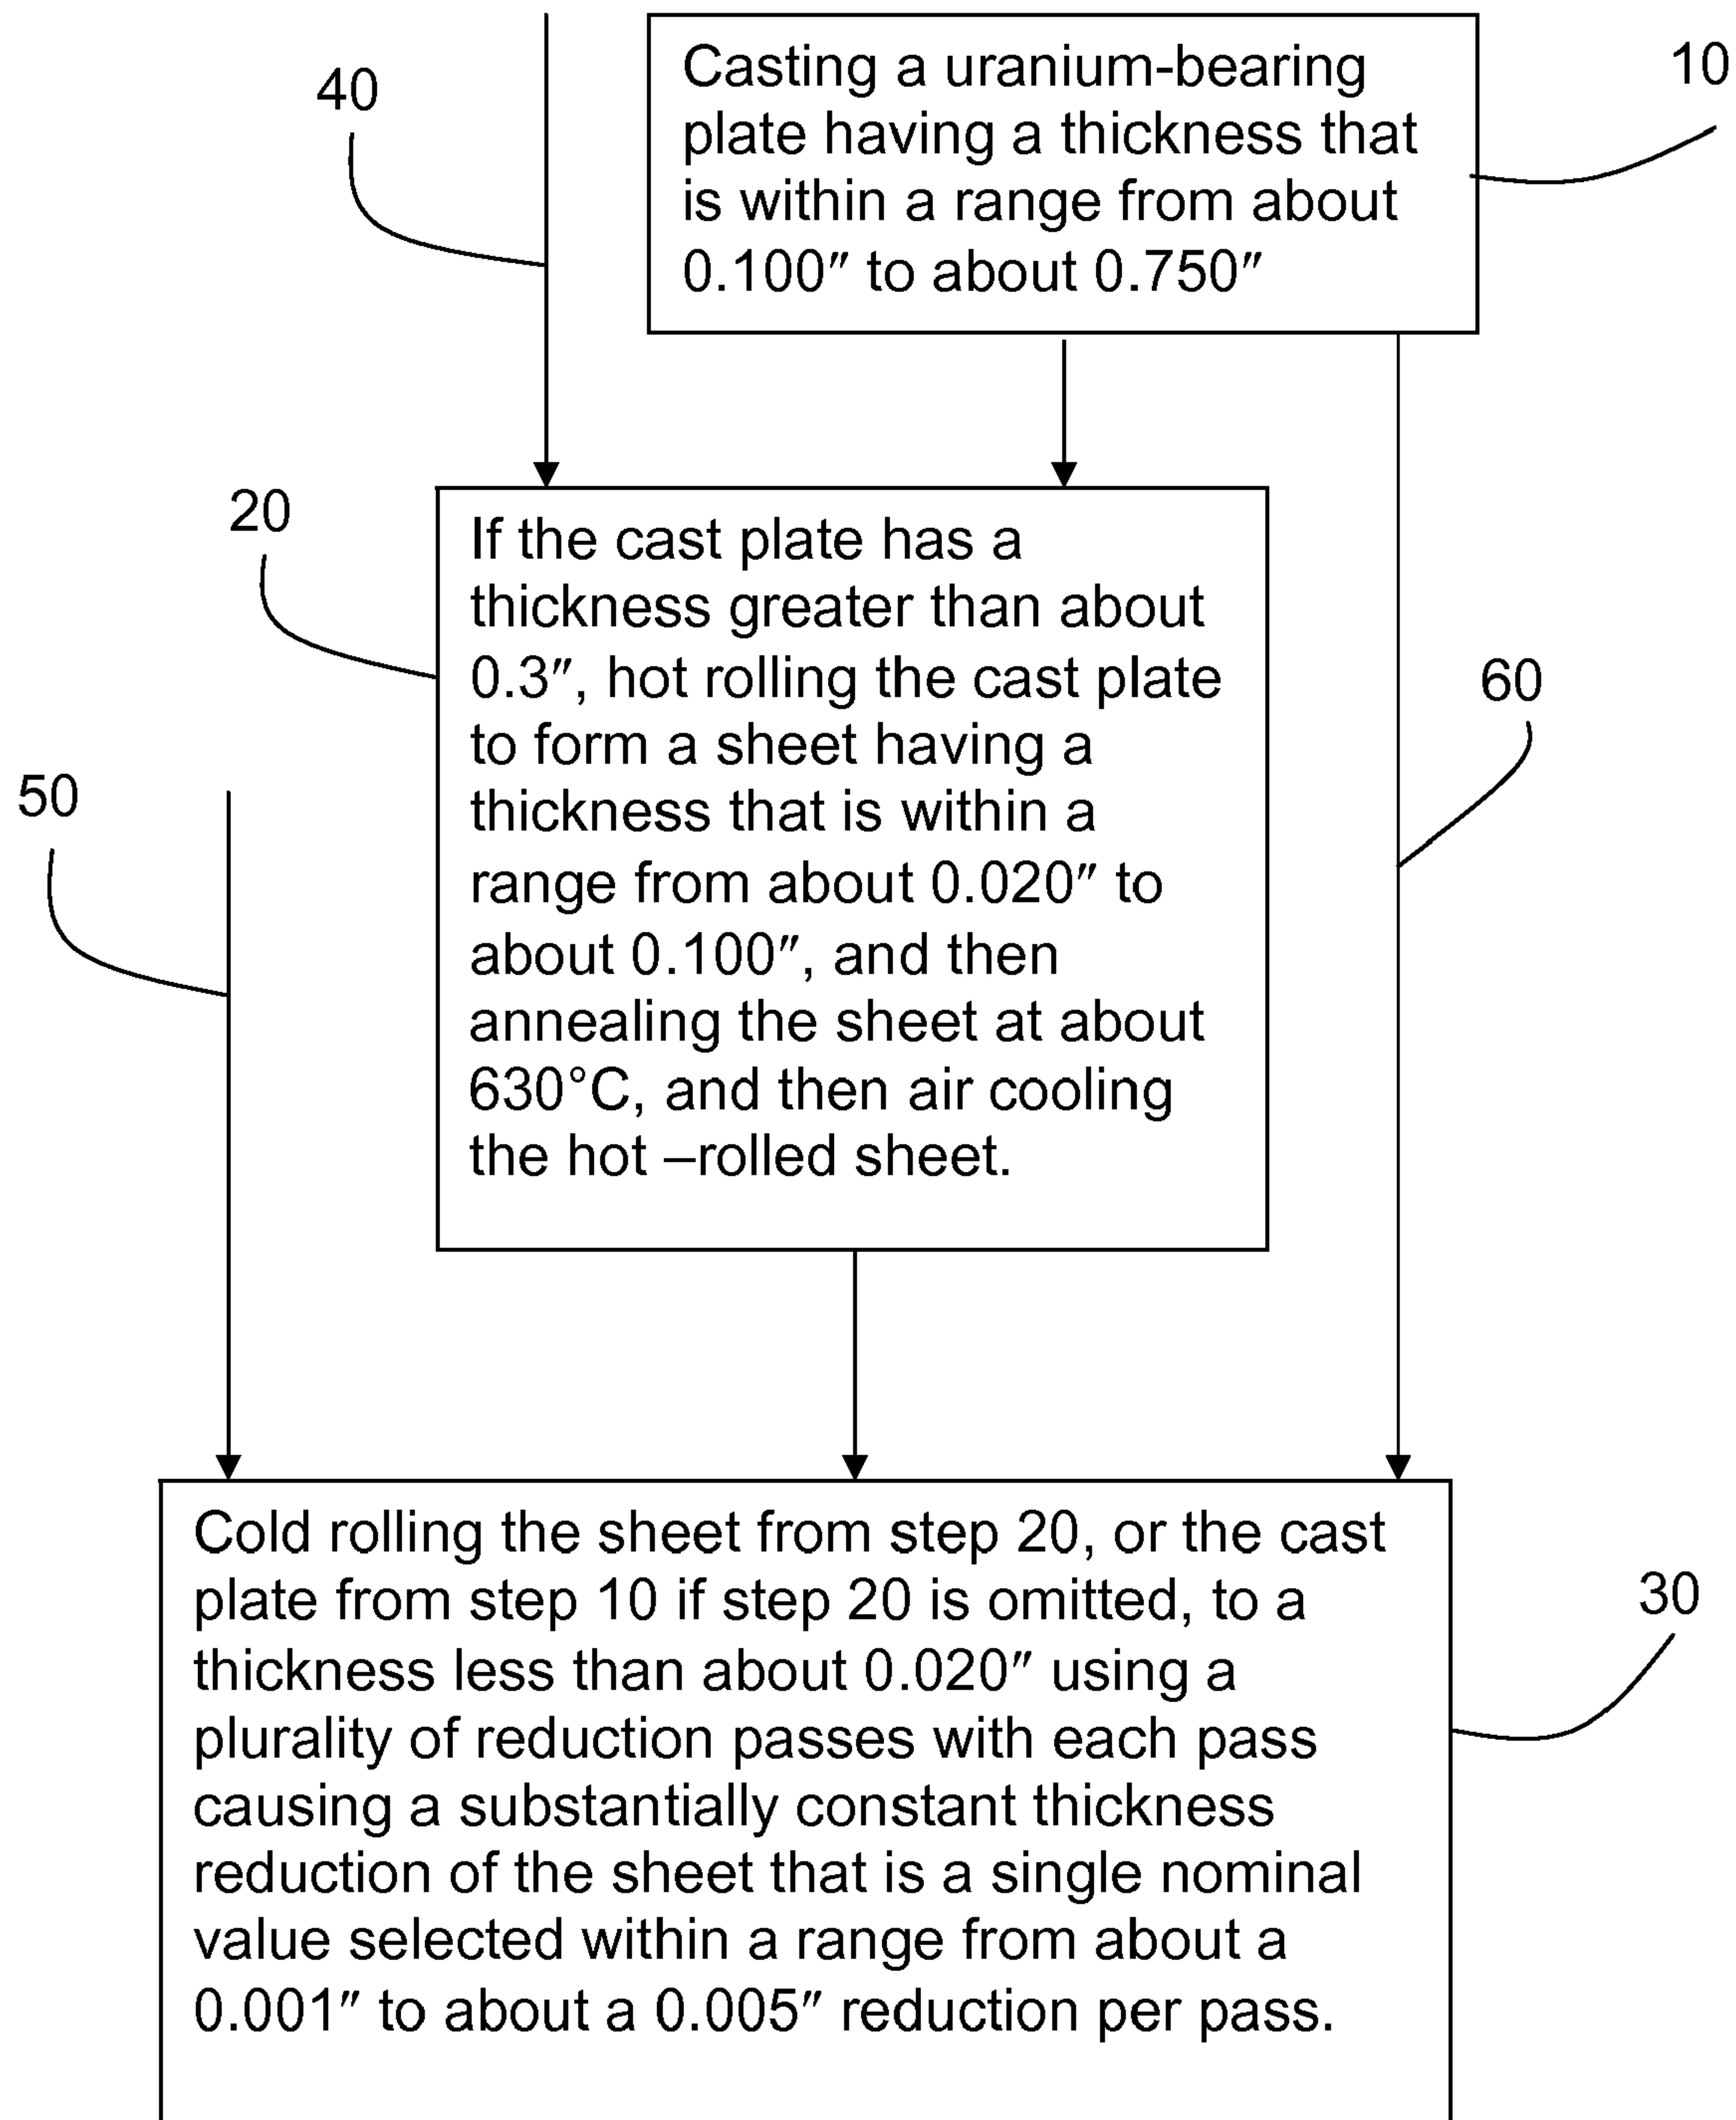 40
Casting a uranium-bearing
plate having a thickness that
is within a range from about
0.100″ to about 0.750″
10
20
If the cast plate has a
thickness greater than about
0.3″, hot rolling the cast plate
to form a sheet having a
thickness that is within a
range from about 0.020″ to
about 0.100″, and then
annealing the sheet at about
630°C, and then air cooling
the hot –rolled sheet.
60
50
Cold rolling the sheet from step 20, or the cast
plate from step 10 if step 20 is omitted, to a
thickness less than about 0.020″ using a
plurality of reduction passes with each pass
causing a substantially constant thickness
reduction of the sheet that is a single nominal
value selected within a range from about a
0.001″ to about a 0.005″ reduction per pass.
30